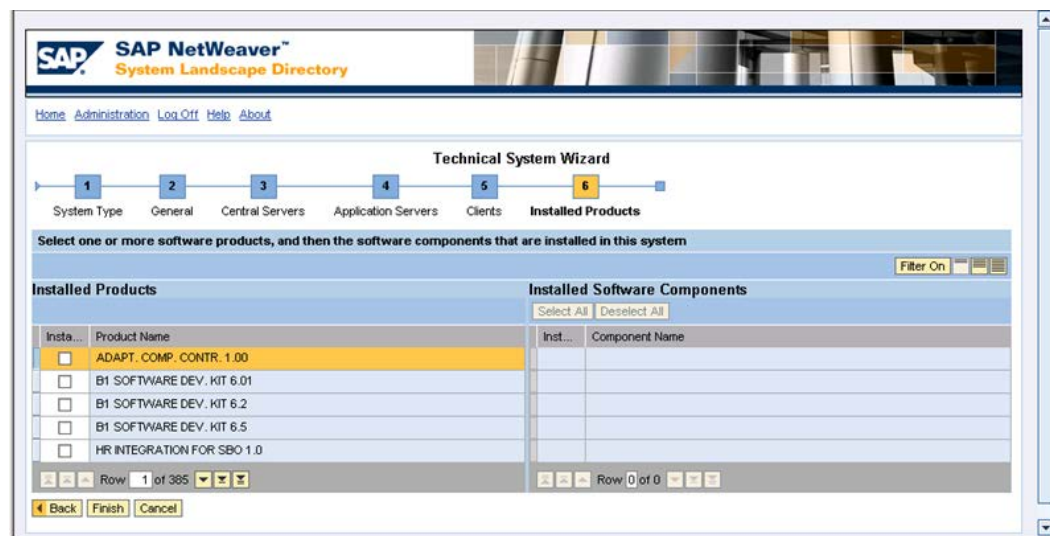 SAP
SAP NetWeaver™
System Landscape Directory
Home Administration Log Off Help About
Technical System Wizard
1 2 3 4 5 6
System Type General Central Servers Application Servers Clients Installed Products
Select one or more software products, and then the software components that are installed in this system
Filter On
Installed Products Installed Software Components
Select All Deselect All
Insta... Product Name Inst... Component Name
ADAPT. COMP. CONTR. 1.00
B1 SOFTWARE DEV. KIT 6.01
B1 SOFTWARE DEV. KIT 6.2
B1 SOFTWARE DEV. KIT 6.5
HR INTEGRATION FOR SBO 1.0
Row 1 of 385 Row 0 of 0
Back Finish Cancel